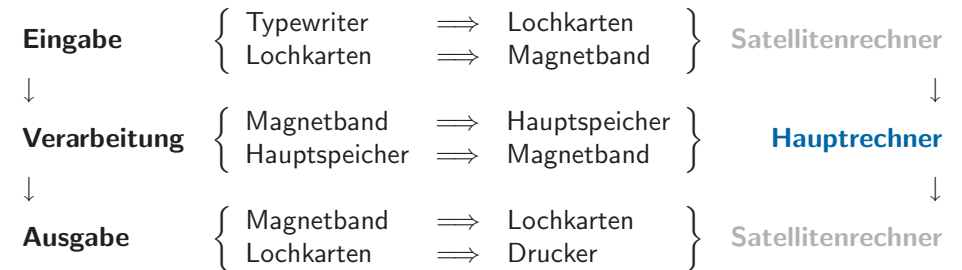 Typewriter ⟹ Lochkarten
Eingabe Satellitenrechner
Lochkarten ⟹ Magnetband
↓ ↓
Magnetband ⟹ Hauptspeicher
Verarbeitung Hauptrechner
Hauptspeicher ⟹ Magnetband
↓ ↓
Magnetband ⟹ Lochkarten
Ausgabe Satellitenrechner
Lochkarten ⟹ Drucker